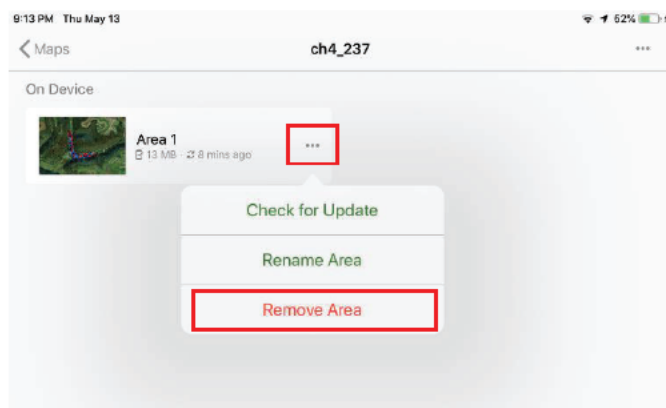 9:13 PM Thu May 13
62%
Maps
ch4_237
...
On Device
Area 1
...
13 MB · 8 mins ago
Check for Update
Rename Area
Remove Area